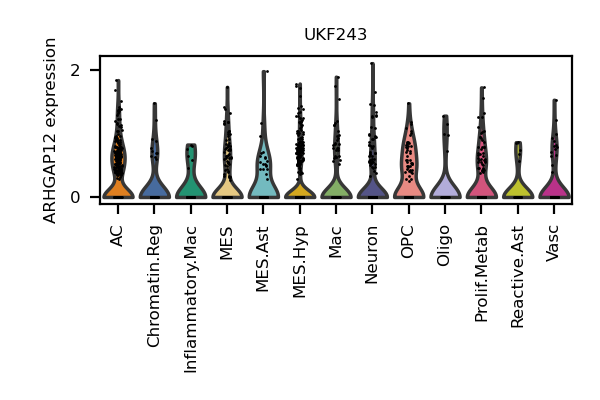 UKF243
ARHGAP12 expression
2
0
AC
Chromatin.Reg
Inflammatory.Mac
MES
MES.Ast
MES.Hyp
Mac
Neuron
OPC
Oligo
Prolif.Metab
Reactive.Ast
Vasc